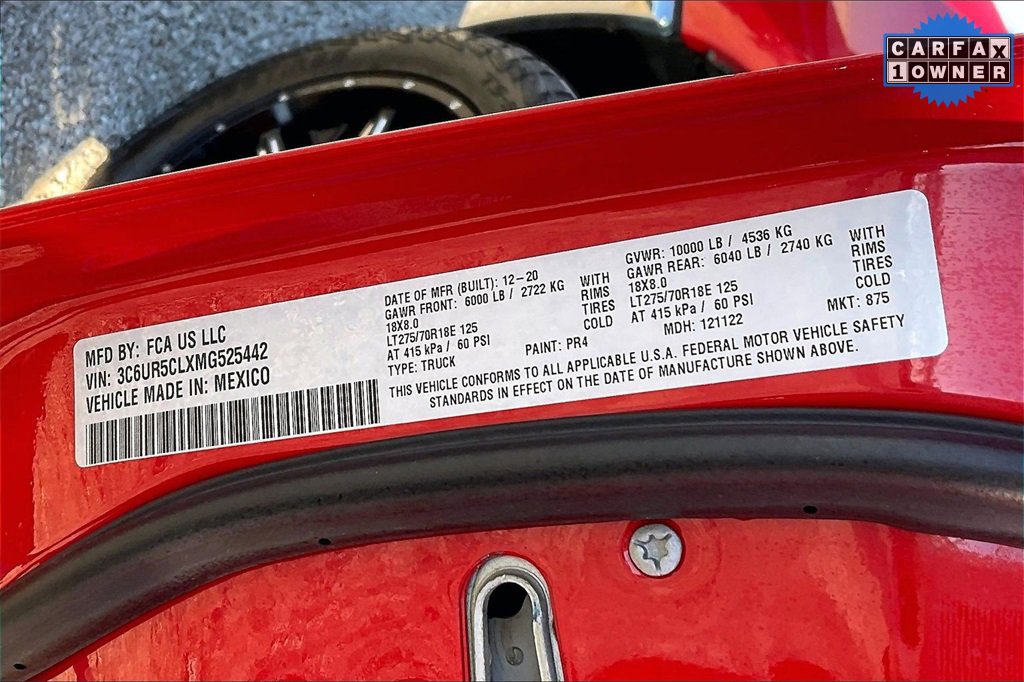 CARFAX
1 OWNER
MFD BY: FCA US LLC
VIN: 3C6UR5CLXMG525442
VEHICLE MADE IN: MEXICO
DATE OF MFR (BUILT): 12-20
GAWR FRONT: 6000 LB / 2722 KG WITH
18X8.0 RIMS
LT275/70R18E 125 TIRES
AT 415 kPa / 60 PSI COLD
TYPE: TRUCK
PAINT: PR4
GVWR: 10000 LB / 4536 KG
GAWR REAR: 6040 LB / 2740 KG WITH
18X8.0 RIMS
LT275/70R18E 125 TIRES
AT 415 kPa / 60 PSI COLD
MDH: 121122
MKT: 875
THIS VEHICLE CONFORMS TO ALL APPLICABLE U.S.A. FEDERAL MOTOR VEHICLE SAFETY
STANDARDS IN EFFECT ON THE DATE OF MANUFACTURE SHOWN ABOVE.